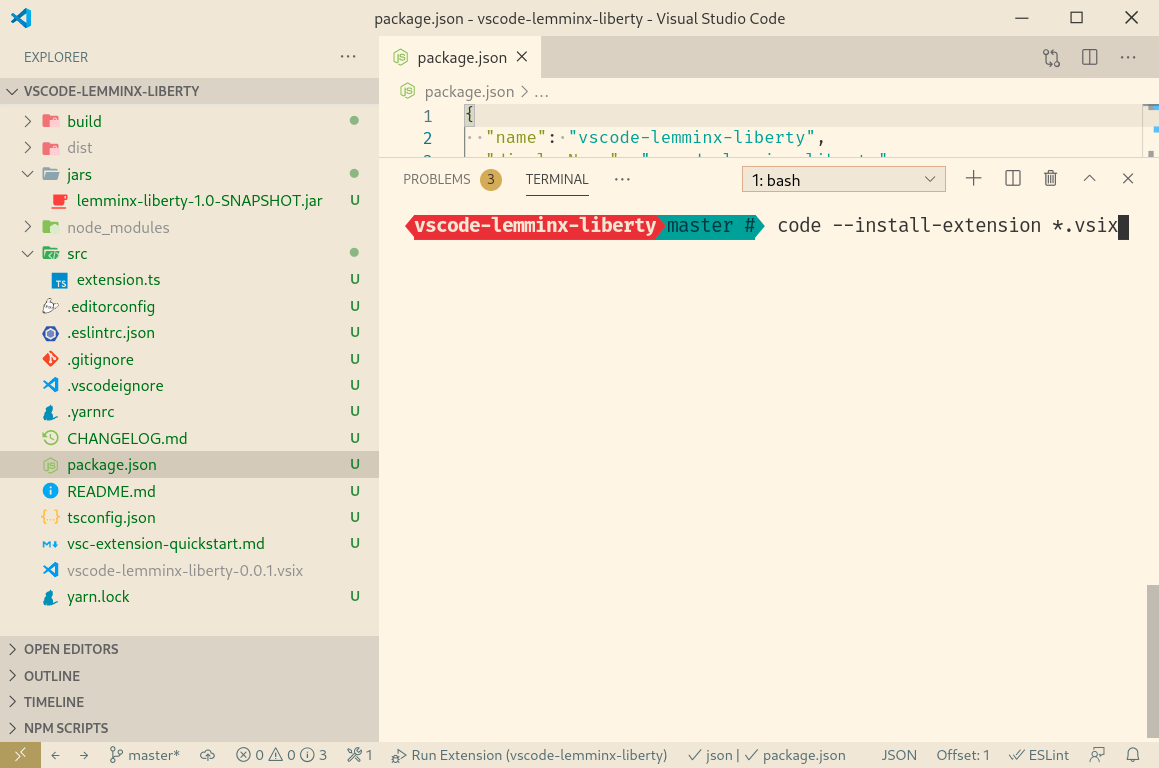 package.json - vscode-lemminx-liberty - Visual Studio Code
EXPLORER
VSCODE-LEMMINX-LIBERTY
build
dist
jars
lemminx-liberty-1.0-SNAPSHOT.jar U
node_modules
src
TS extension.ts U
.editorconfig U
.eslintrc.json U
.gitignore U
.vscodeignore U
.yarnrc U
CHANGELOG.md U
package.json U
README.md U
tsconfig.json U
vsc-extension-quickstart.md U
vscode-lemminx-liberty-0.0.1.vsix
yarn.lock U
OPEN EDITORS
OUTLINE
TIMELINE
NPM SCRIPTS
package.json
package.json > ...
1 {
2 "name": "vscode-lemminx-liberty",
PROBLEMS 3 TERMINAL ... 1: bash
vscode-lemminx-liberty master # code --install-extension *.vsix
master* 0 0 3 1 Run Extension (vscode-lemminx-liberty) json | package.json JSON Offset: 1 ESLint